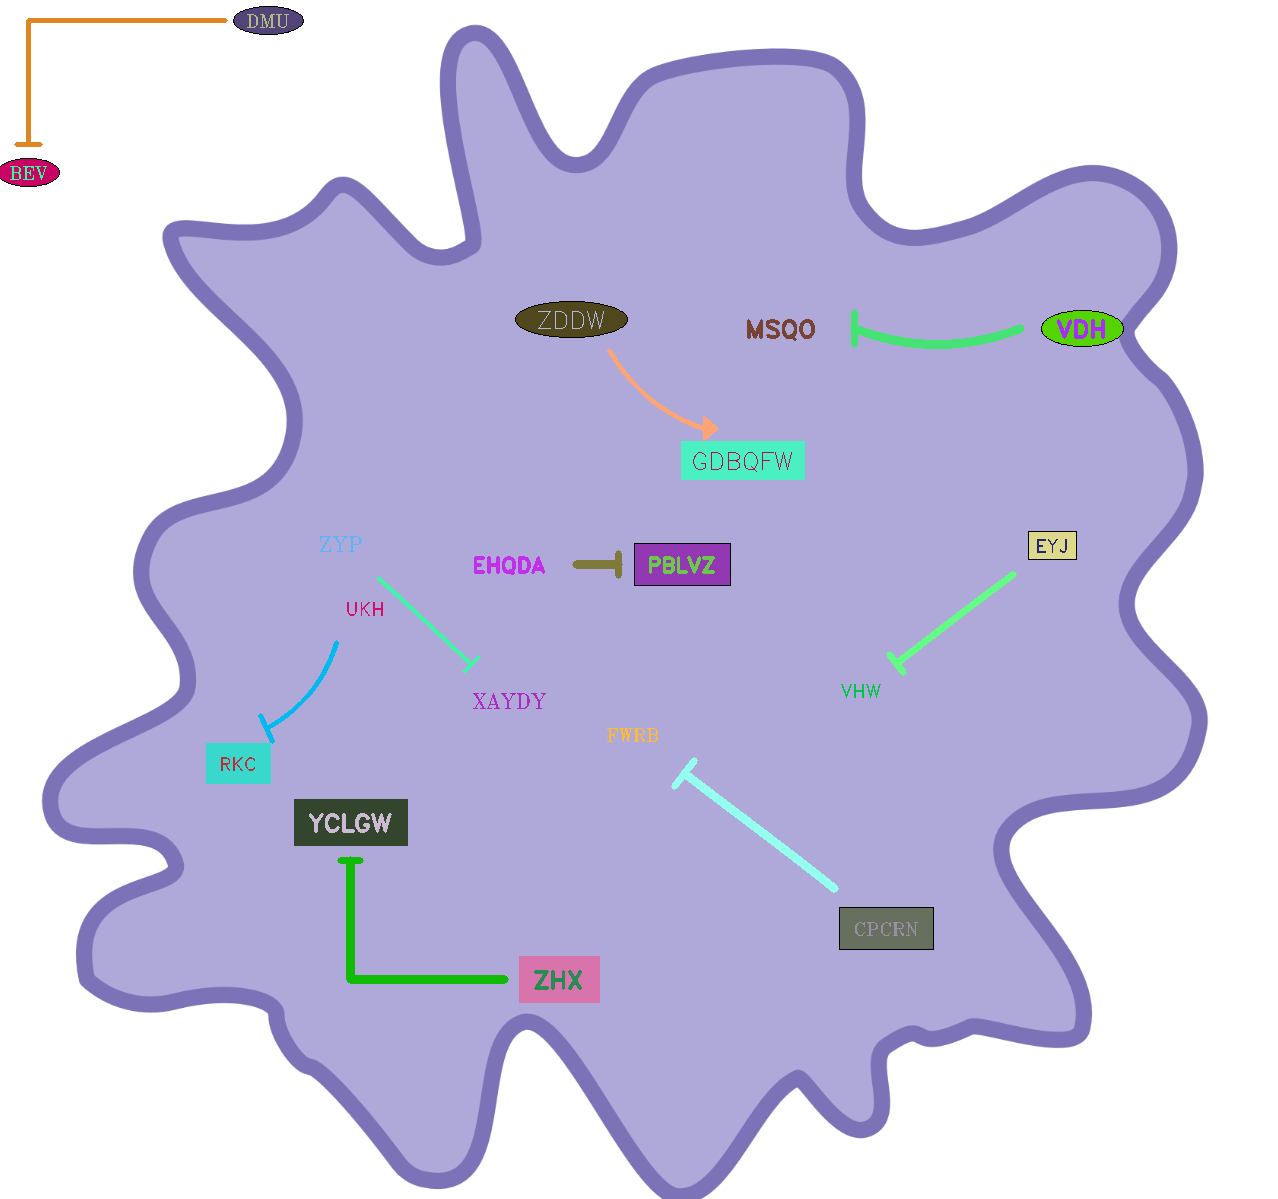 DMU
BEV
ZDDW
MSQO
VDH
GDBQFW
ZYP
EHQDA
PBLVZ
EYJ
UKH
XAYDY
VHW
FWRB
RKC
YCLGW
CPCRN
ZHX